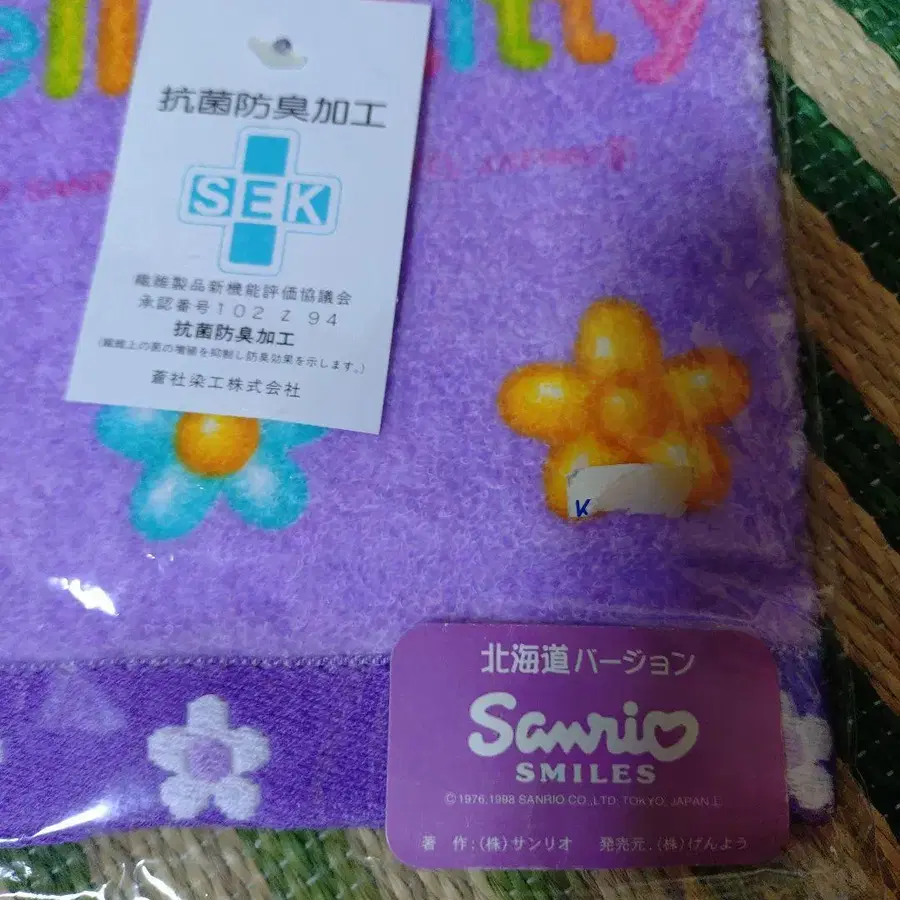 ell
itty
抗菌防臭加工
SEK
繊維製品新機能評価協議会
承認番号102 Z 94
抗菌防臭加工
(繊維上の菌の増殖を抑制し防臭効果を示します。)
蒼社染工株式会社
K
北海道バージョン
Sanrio
SMILES
©1976,1998 SANRIO CO.,LTD. TOKYO, JAPAN.
著 作:(株)サンリオ 発売元.(株)げんよう